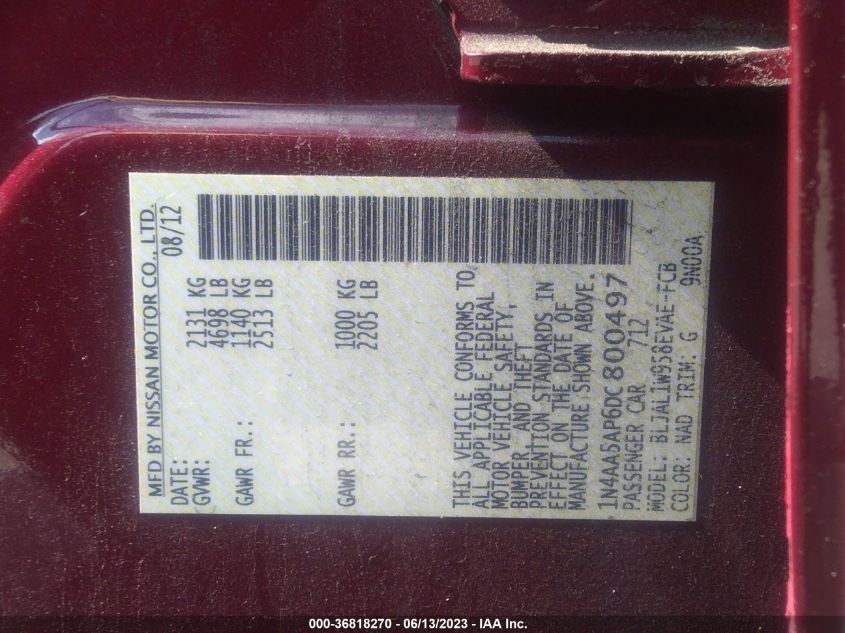 MFD BY NISSAN MOTOR CO., LTD.
DATE: 08/12
GVWR: 2131 KG
4698 LB
GAWR FR.: 1140 KG
2513 LB
GAWR RR.: 1000 KG
2205 LB
THIS VEHICLE CONFORMS TO
ALL APPLICABLE FEDERAL
MOTOR VEHICLE SAFETY,
BUMPER, AND THEFT
PREVENTION STANDARDS IN
EFFECT ON THE DATE OF
MANUFACTURE SHOWN ABOVE.
1N4AA5AP6DC800497
PASSENGER CAR 712
MODEL: BLJALLW958EVAE-FCB
COLOR: NAD TRIM: G 9N00A
000-36818270 - 06/13/2023 - IAA Inc.